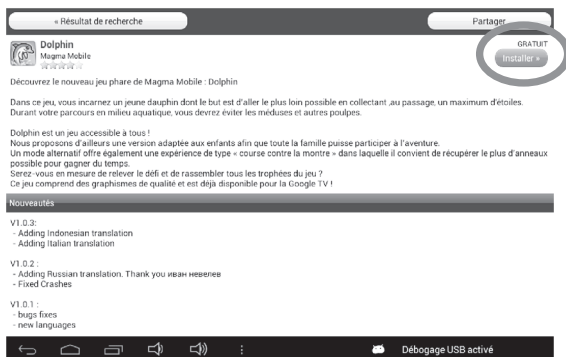 « Résultat de recherche
Partager
Dolphin
Magma Mobile
GRATUIT
Installer »
Découvrez le nouveau jeu phare de Magma Mobile : Dolphin
Dans ce jeu, vous incarnez un jeune dauphin dont le but est d'aller le plus loin possible en collectant ,au passage, un maximum d'étoiles.
Durant votre parcours en milieu aquatique, vous devrez éviter les méduses et autres poulpes.
Dolphin est un jeu accessible à tous !
Nous proposons d'ailleurs une version adaptée aux enfants afin que toute la famille puisse participer à l'aventure.
Un mode alternatif offre également une expérience de type « course contre la montre » dans laquelle il convient de récupérer le plus d'anneaux
possible pour gagner du temps.
Serez-vous en mesure de relever le défi et de rassembler tous les trophées du jeu ?
Ce jeu comprend des graphismes de qualité et est déjà disponible pour la Google TV !
Nouveautés
V1.0.3:
- Adding Indonesian translation
- Adding Italian translation
V1.0.2 :
- Adding Russian translation. Thank you иван невелев
- Fixed Crashes
V1.0.1 :
- bugs fixes
- new languages
Débogage USB activé